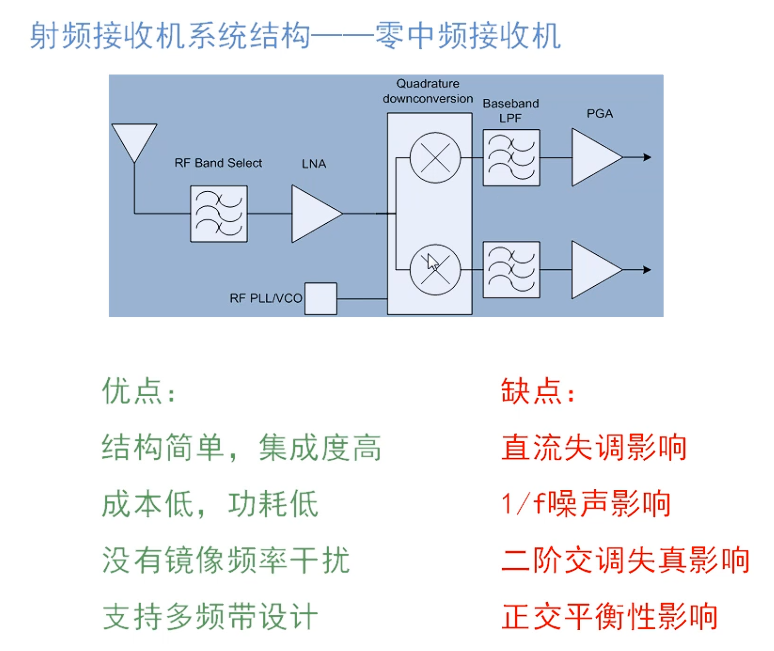 射频接收机系统结构——零中频接收机
Quadrature
downconversion
Baseband
LPF
PGA
RF Band Select
LNA
RF PLL/VCO
优点：
结构简单，集成度高
成本低，功耗低
没有镜像频率干扰
支持多频带设计
缺点：
直流失调影响
1/f噪声影响
二阶交调失真影响
正交平衡性影响